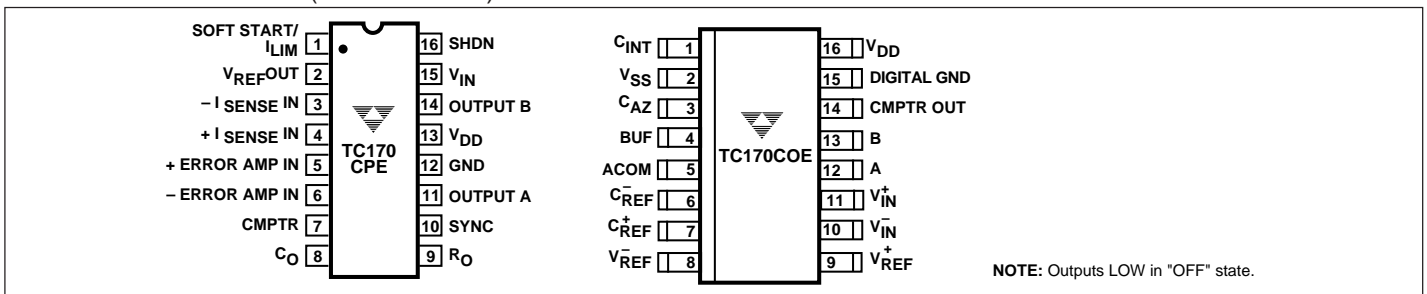 SOFT START/
ILIM 1
VREFOUT 2
– I SENSE IN 3
+ I SENSE IN 4
+ ERROR AMP IN 5
– ERROR AMP IN 6
CMPTR 7
CO 8
TC170
CPE
16 SHDN
15 VIN
14 OUTPUT B
13 VDD
12 GND
11 OUTPUT A
10 SYNC
9 RO
CINT 1
VSS 2
CAZ 3
BUF 4
ACOM 5
C–REF 6
C+REF 7
V–REF 8
TC170COE
16 VDD
15 DIGITAL GND
14 CMPTR OUT
13 B
12 A
11 V+IN
10 V–IN
9 V+REF
NOTE: Outputs LOW in "OFF" state.